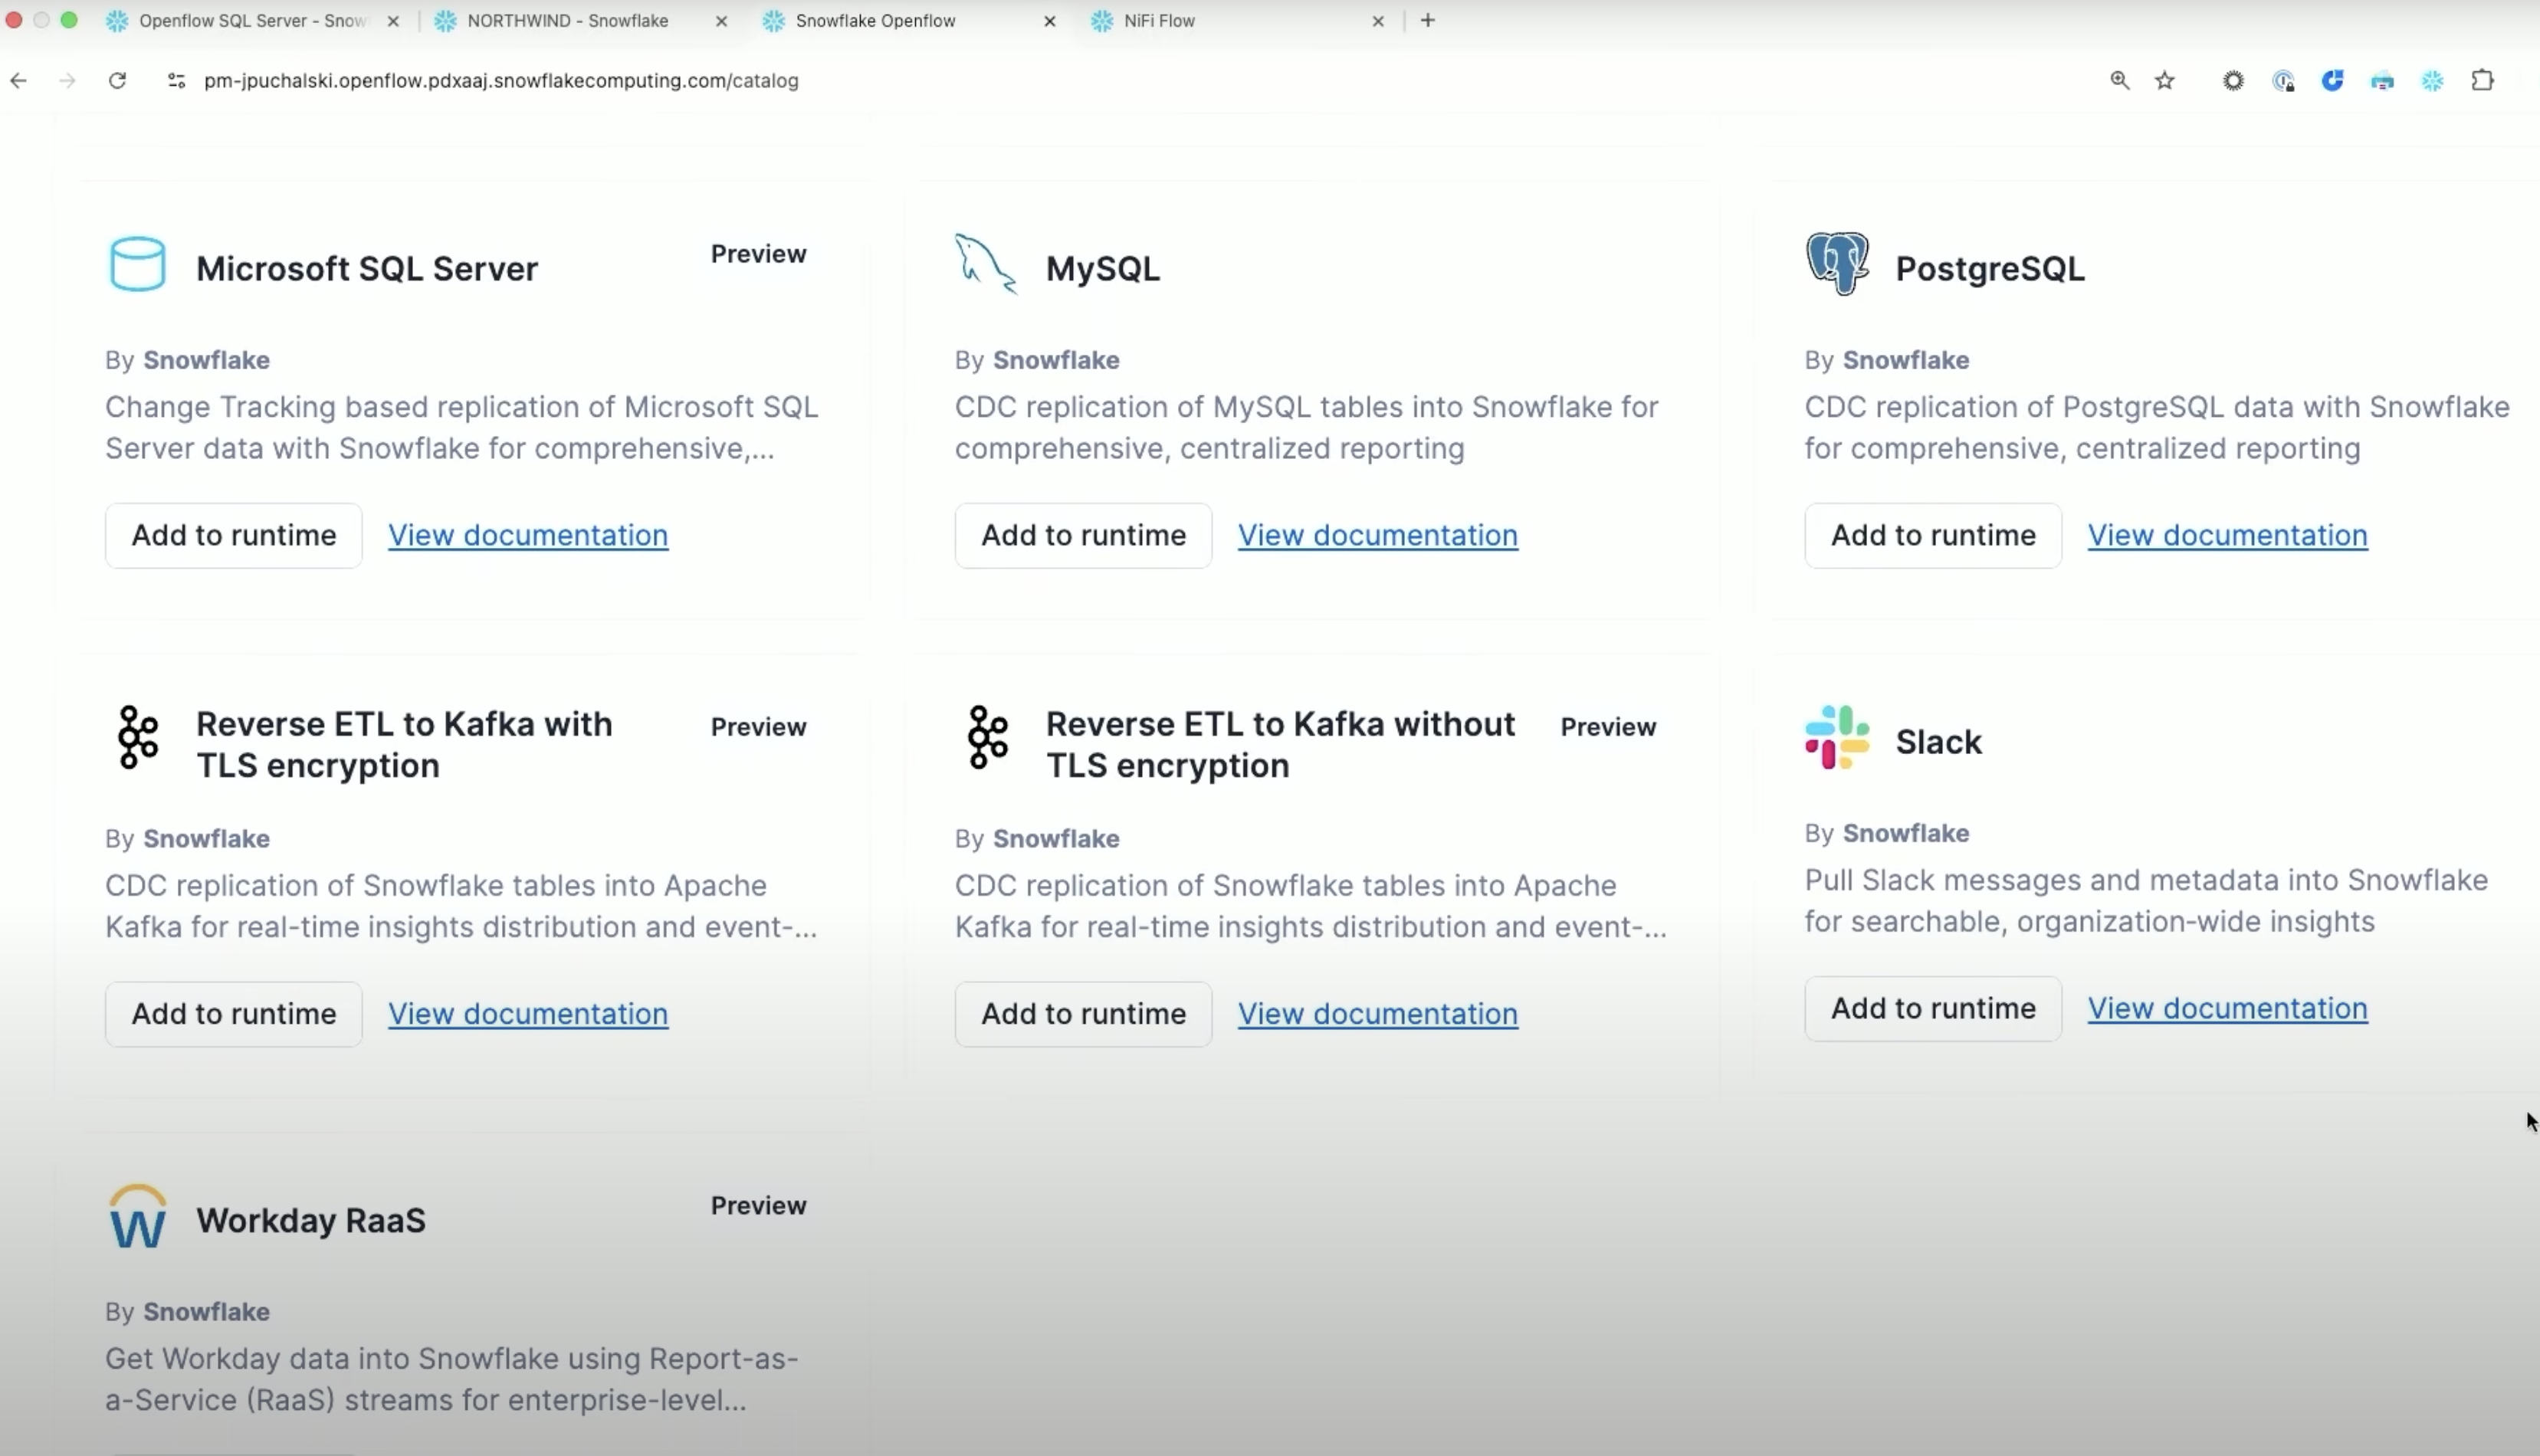 Openflow SQL Server - Snow
NORTHWIND - Snowflake
Snowflake Openflow
NiFi Flow
pm-jpuchalski.openflow.pdxaaj.snowflakecomputing.com/catalog
Microsoft SQL Server
Preview
By Snowflake
Change Tracking based replication of Microsoft SQL
Server data with Snowflake for comprehensive,...
Add to runtime
View documentation
MySQL
By Snowflake
CDC replication of MySQL tables into Snowflake for
comprehensive, centralized reporting
Add to runtime
View documentation
PostgreSQL
By Snowflake
CDC replication of PostgreSQL data with Snowflake
for comprehensive, centralized reporting
Add to runtime
View documentation
Reverse ETL to Kafka with
TLS encryption
Preview
By Snowflake
CDC replication of Snowflake tables into Apache
Kafka for real-time insights distribution and event-...
Add to runtime
View documentation
Reverse ETL to Kafka without
TLS encryption
Preview
By Snowflake
CDC replication of Snowflake tables into Apache
Kafka for real-time insights distribution and event-...
Add to runtime
View documentation
Slack
By Snowflake
Pull Slack messages and metadata into Snowflake
for searchable, organization-wide insights
Add to runtime
View documentation
Workday RaaS
Preview
By Snowflake
Get Workday data into Snowflake using Report-as-
a-Service (RaaS) streams for enterprise-level...